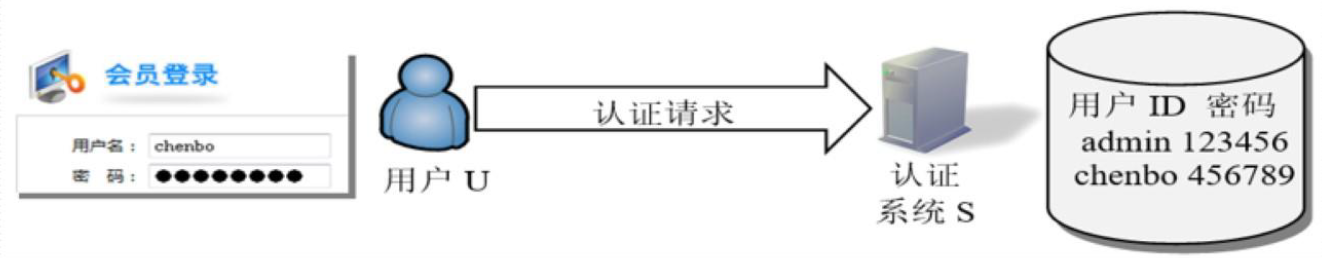 会员登录
用户名： chenbo
密 码： ●●●●●●●●
用户 U
认证请求
认证
系统 S
用户 ID 密码
admin 123456
chenbo 456789